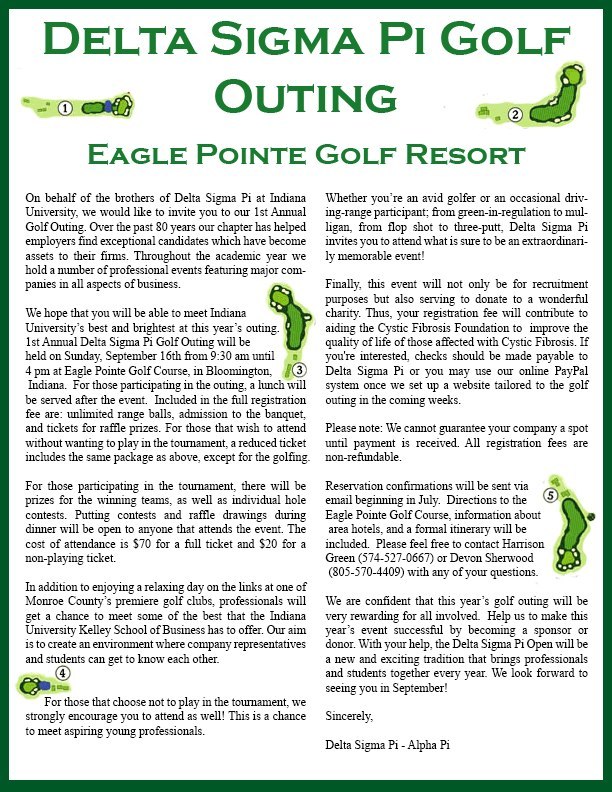 DELTA SIGMA PI GOLF
OUTING
EAGLE POINTE GOLF RESORT
1
2
On behalf of the brothers of Delta Sigma Pi at Indiana
University, we would like to invite you to our 1st Annual
Golf Outing. Over the past 80 years our chapter has helped
employers find exceptional candidates which have become
assets to their firms. Throughout the academic year we
hold a number of professional events featuring major com-
panies in all aspects of business.
We hope that you will be able to meet Indiana
University's best and brightest at this year's outing.
1st Annual Delta Sigma Pi Golf Outing will be
held on Sunday, September 16th from 9:30 am until
4 pm at Eagle Pointe Golf Course, in Bloomington,
3
Indiana. For those participating in the outing, a lunch will
be served after the event. Included in the full registration
fee are: unlimited range balls, admission to the banquet,
and tickets for raffle prizes. For those that wish to attend
without wanting to play in the tournament, a reduced ticket
includes the same package as above, except for the golfing.
For those participating in the tournament, there will be
prizes for the winning teams, as well as individual hole
contests. Putting contests and raffle drawings during
dinner will be open to anyone that attends the event. The
cost of attendance is $70 for a full ticket and $20 for a
non-playing ticket.
In addition to enjoying a relaxing day on the links at one of
Monroe County's premiere golf clubs, professionals will
get a chance to meet some of the best that the Indiana
University Kelley School of Business has to offer. Our aim
is to create an environment where company representatives
and students can get to know each other.
4
For those that choose not to play in the tournament, we
strongly encourage you to attend as well! This is a chance
to meet aspiring young professionals.
Whether you're an avid golfer or an occasional driv-
ing-range participant; from green-in-regulation to mul-
ligan, from flop shot to three-putt, Delta Sigma Pi
invites you to attend what is sure to be an extraordinari-
ly memorable event!
Finally, this event will not only be for recruitment
purposes but also serving to donate to a wonderful
charity. Thus, your registration fee will contribute to
aiding the Cystic Fibrosis Foundation to improve the
quality of life of those affected with Cystic Fibrosis. If
you're interested, checks should be made payable to
Delta Sigma Pi or you may use our online PayPal
system once we set up a website tailored to the golf
outing in the coming weeks.
Please note: We cannot guarantee your company a spot
until payment is received. All registration fees are
non-refundable.
Reservation confirmations will be sent via
email beginning in July. Directions to the
5
Eagle Pointe Golf Course, information about
area hotels, and a formal itinerary will be
included. Please feel free to contact Harrison
Green (574-527-0667) or Devon Sherwood
(805-570-4409) with any of your questions.
We are confident that this year's golf outing will be
very rewarding for all involved. Help us to make this
year's event successful by becoming a sponsor or
donor. With your help, the Delta Sigma Pi Open will be
a new and exciting tradition that brings professionals
and students together every year. We look forward to
seeing you in September!
Sincerely,
Delta Sigma Pi - Alpha Pi